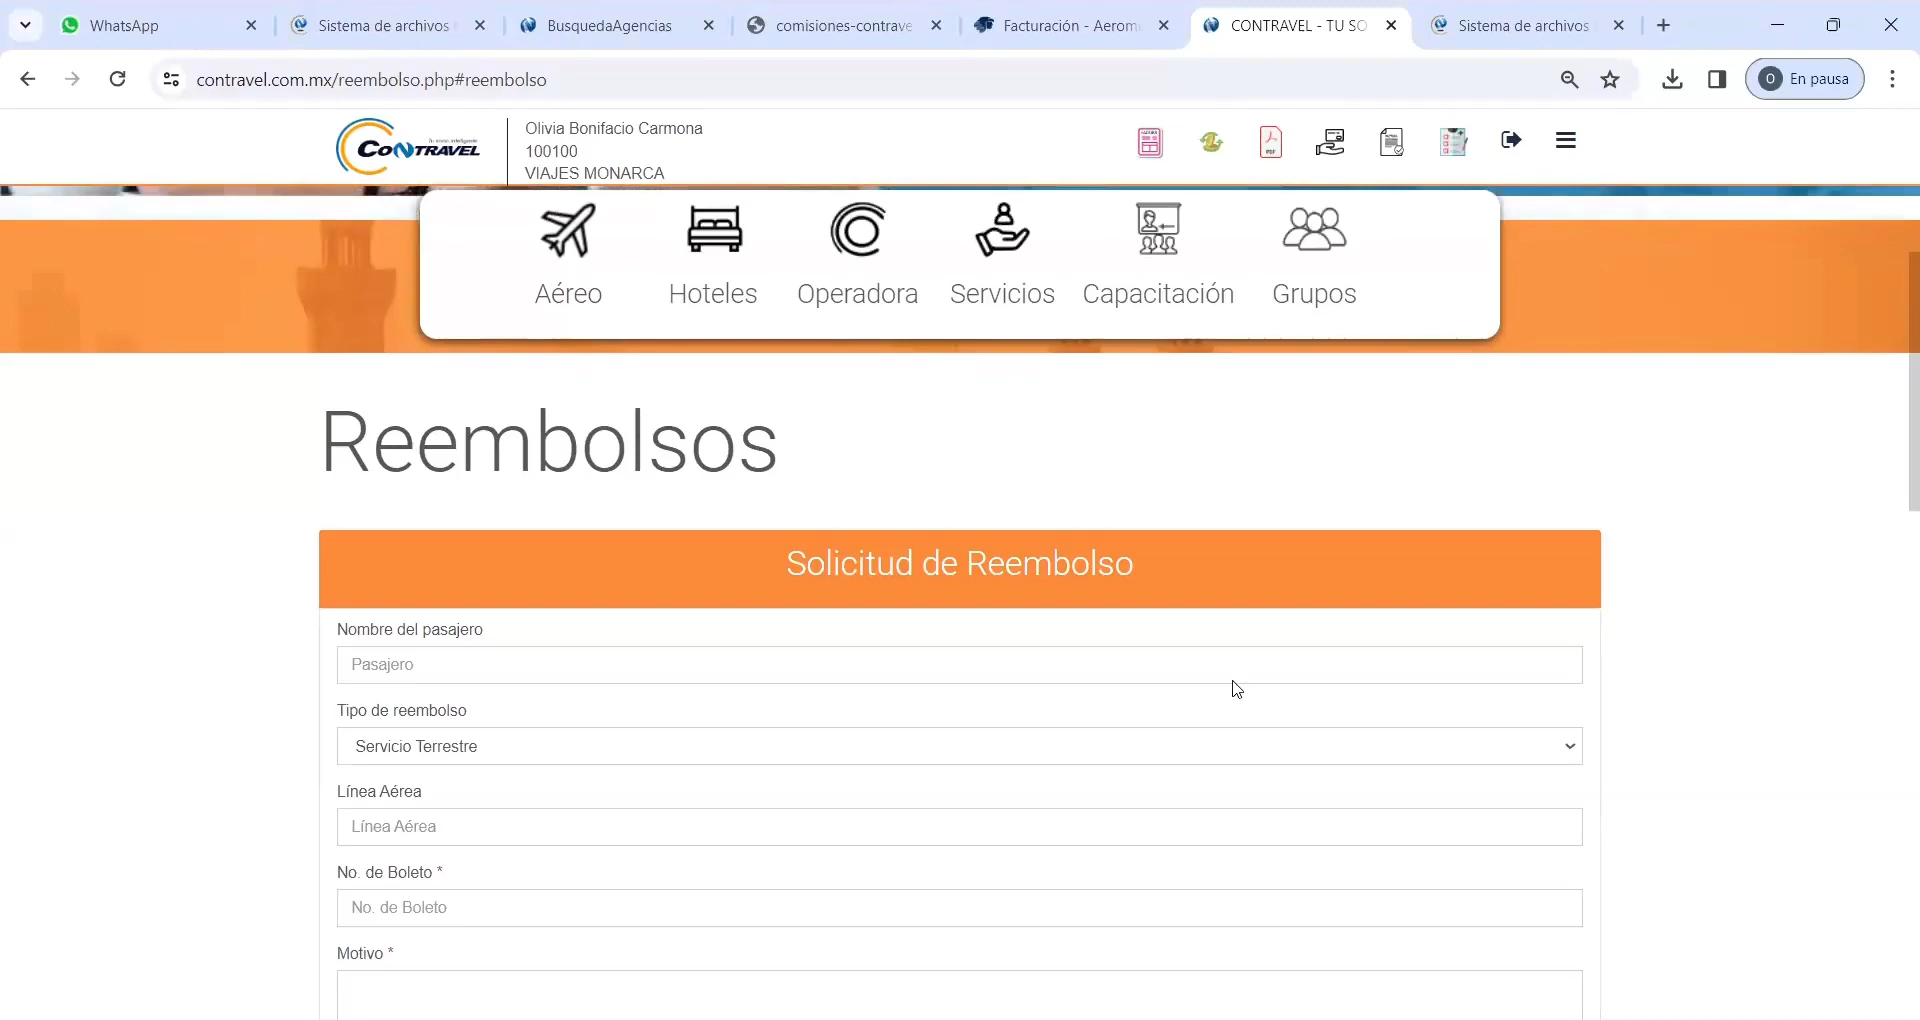 WhatsApp
Sistema de archivos
BusquedaAgencias
comisiones-contrave
Facturación - Aerom
CONTRAVEL - TU SO
Sistema de archivos
contravel.com.mx/reembolso.php#reembolso
O
En pausa
CONTRAVEL
Olivia Bonifacio Carmona
100100
VIAJES MONARCA
PDF
Aéreo
Hoteles
Operadora
Servicios
Capacitación
Grupos
Reembolsos
Solicitud de Reembolso
Nombre del pasajero
Pasajero
Tipo de reembolso
Servicio Terrestre
Línea Aérea
Línea Aérea
No. de Boleto *
No. de Boleto
Motivo *